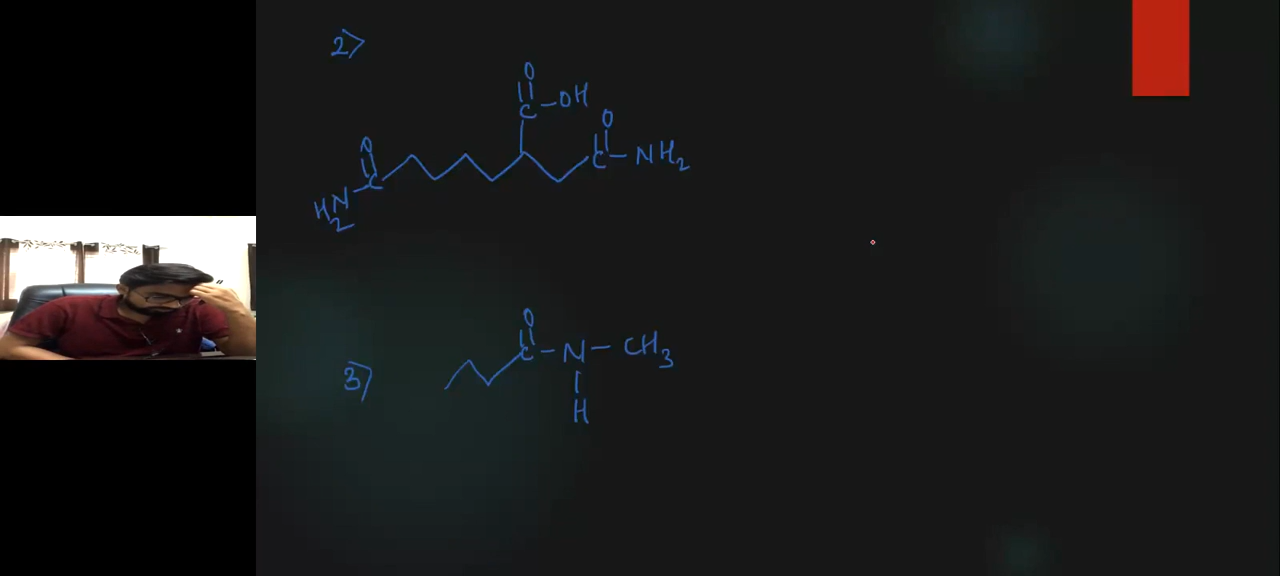 2>
O
||
C-OH
O
||
C
H2N
O
||
C-NH2
3>
O
||
C-N-CH3
|
H